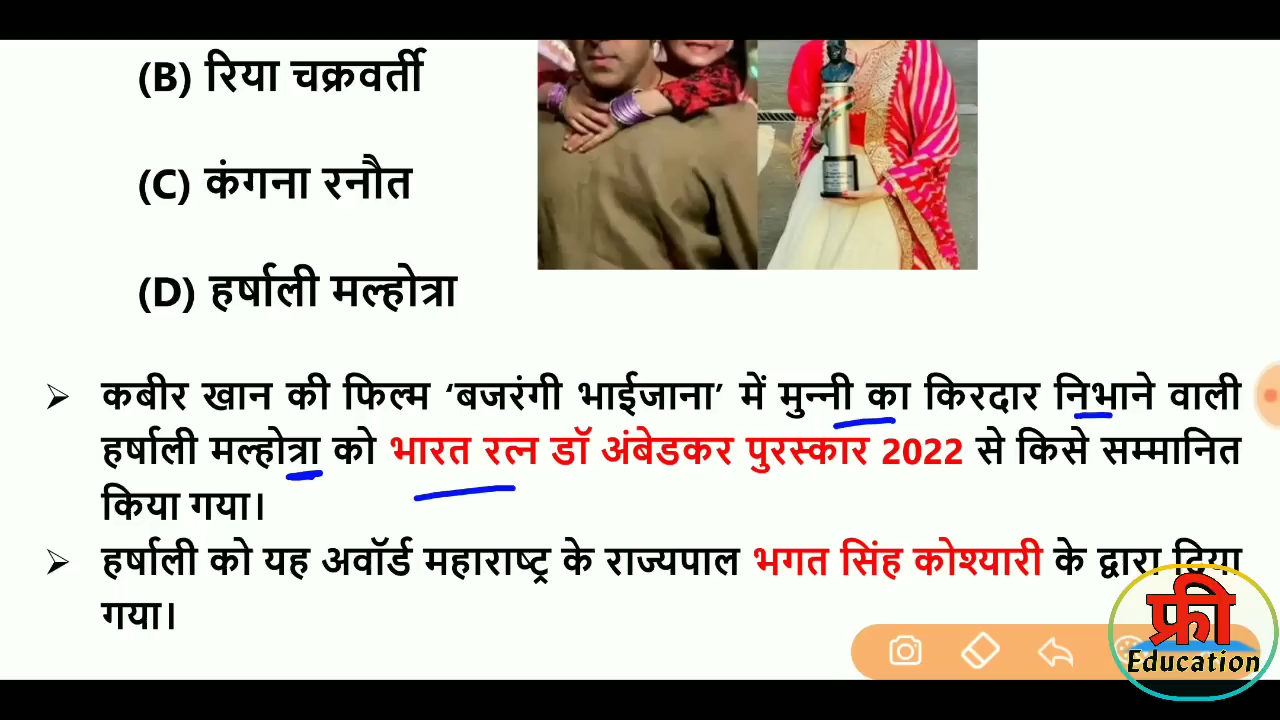 (B) रिया चक्रवर्ती
(C) कंगना रनौत
(D) हर्षाली मल्होत्रा
➢ कबीर खान की फिल्म ‘बजरंगी भाईजाना’ में मुन्नी का किरदार निभाने वाली
हर्षाली मल्होत्रा को भारत रत्न डॉ अंबेडकर पुरस्कार 2022 से किसे सम्मानित
किया गया।
➢ हर्षाली को यह अवॉर्ड महाराष्ट्र के राज्यपाल भगत सिंह कोश्यारी के द्वारा दिया
गया।
फ्री
Education